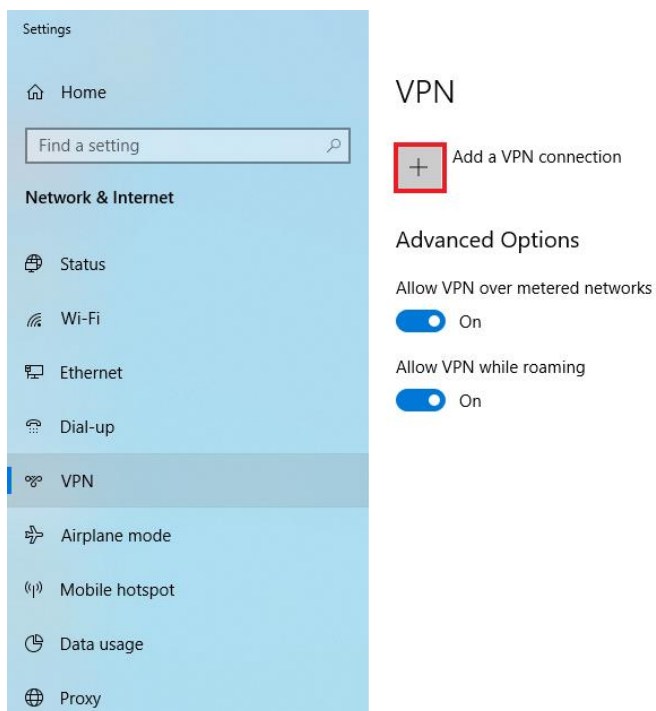 Settings
Home
Find a setting
Network & Internet
Status
Wi-Fi
Ethernet
Dial-up
VPN
Airplane mode
Mobile hotspot
Data usage
Proxy
VPN
Add a VPN connection
Advanced Options
Allow VPN over metered networks
On
Allow VPN while roaming
On